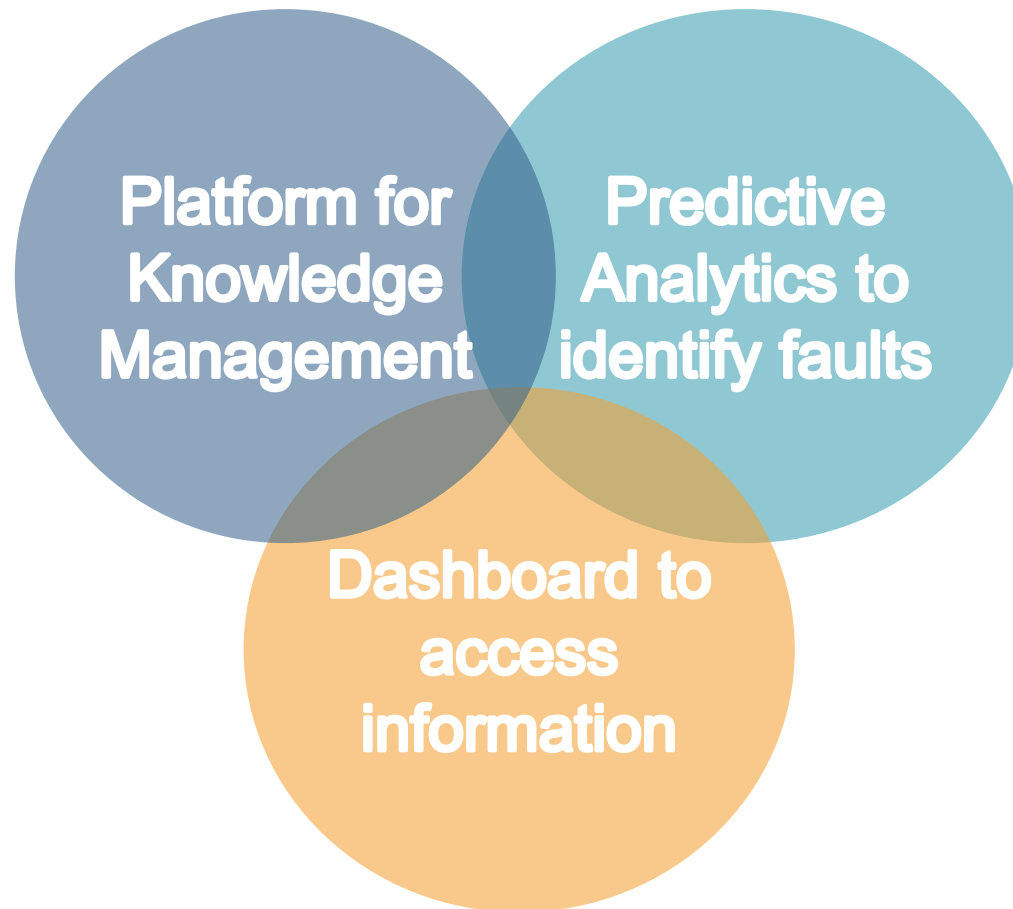 Platform for
Knowledge
Management
Predictive
Analytics to
identify faults
Dashboard to
access
information